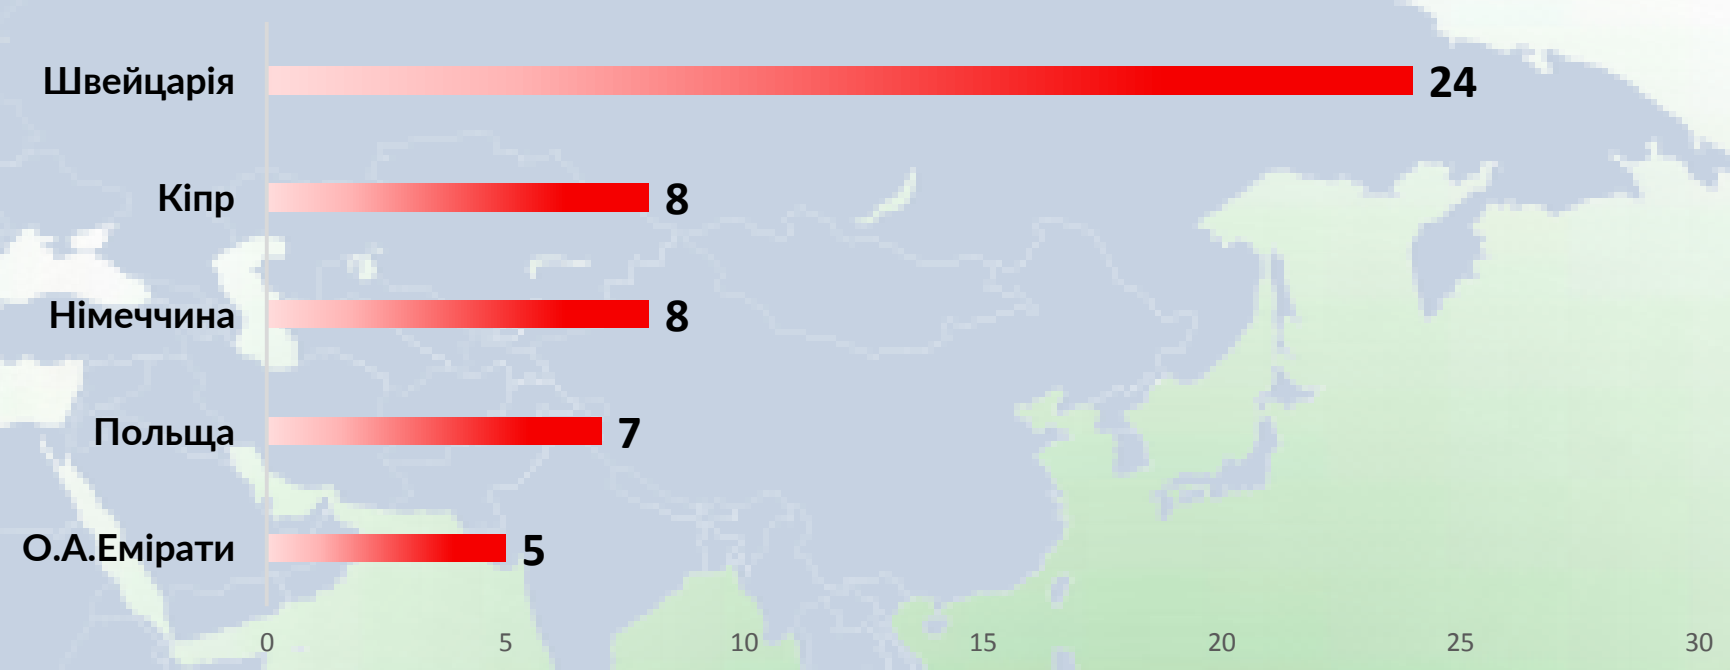 Швейцарія 24
Кіпр 8
Німеччина 8
Польща 7
О.А.Емірати 5
0 5 10 15 20 25 30